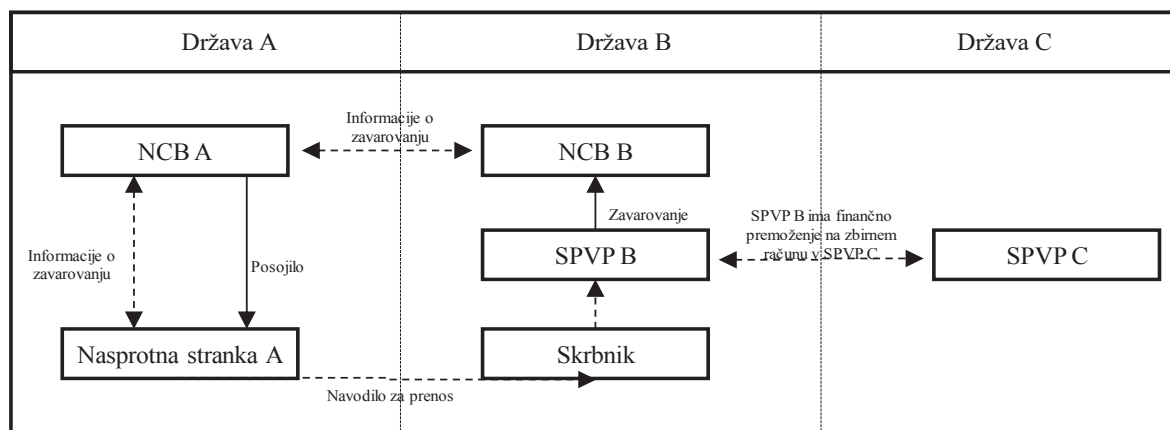 Država A
Država B
Država C
Informacije o
zavarovanju
NCB A
NCB B
Zavarovanje
SPVP B ima finančno
premoženje na zbirnem
računu v SPVP C
SPVP B
SPVP C
Informacije o
zavarovanju
Posojilo
Nasprotna stranka A
Skrbnik
Navodilo za prenos